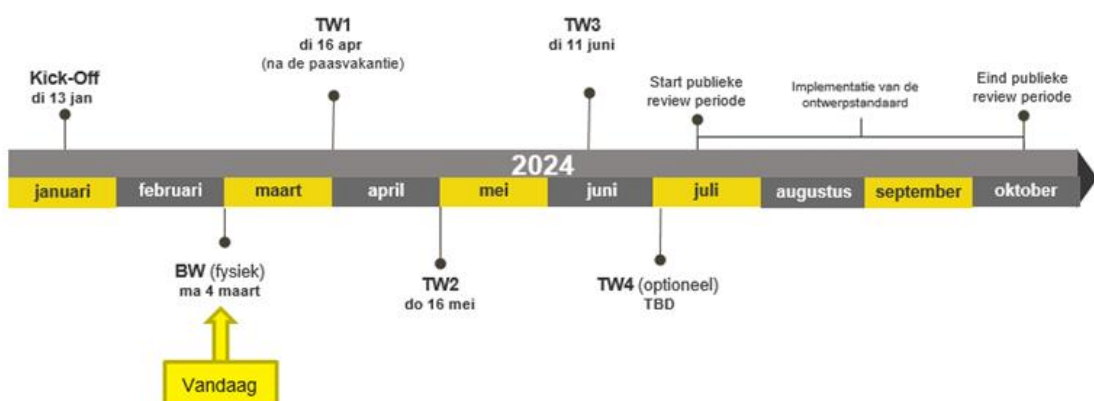 TW1
di 16 apr
(na de paasvakantie)
TW3
di 11 juni
Kick-Off
di 13 jan
Start publieke
review periode
Implementatie van de
ontwerpstandaard
Eind publieke
review periode
2024
januari februari maart april mei juni juli augustus september oktober
BW (fysiek)
ma 4 maart
TW2
do 16 mei
TW4 (optioneel)
TBD
Vandaag